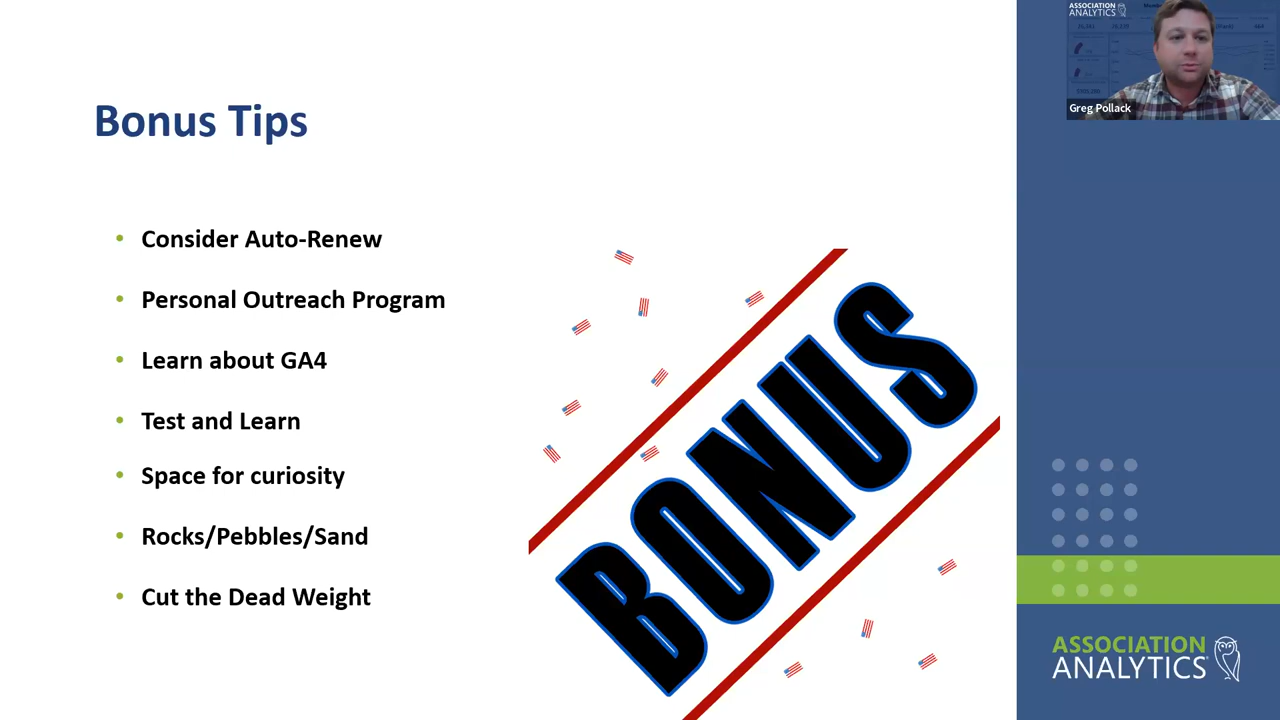 Bonus Tips
• Consider Auto-Renew
• Personal Outreach Program
• Learn about GA4
• Test and Learn
• Space for curiosity
• Rocks/Pebbles/Sand
• Cut the Dead Weight
BONUS
ASSOCIATION
ANALYTICS
Greg Pollack
ASSOCIATION
ANALYTICS